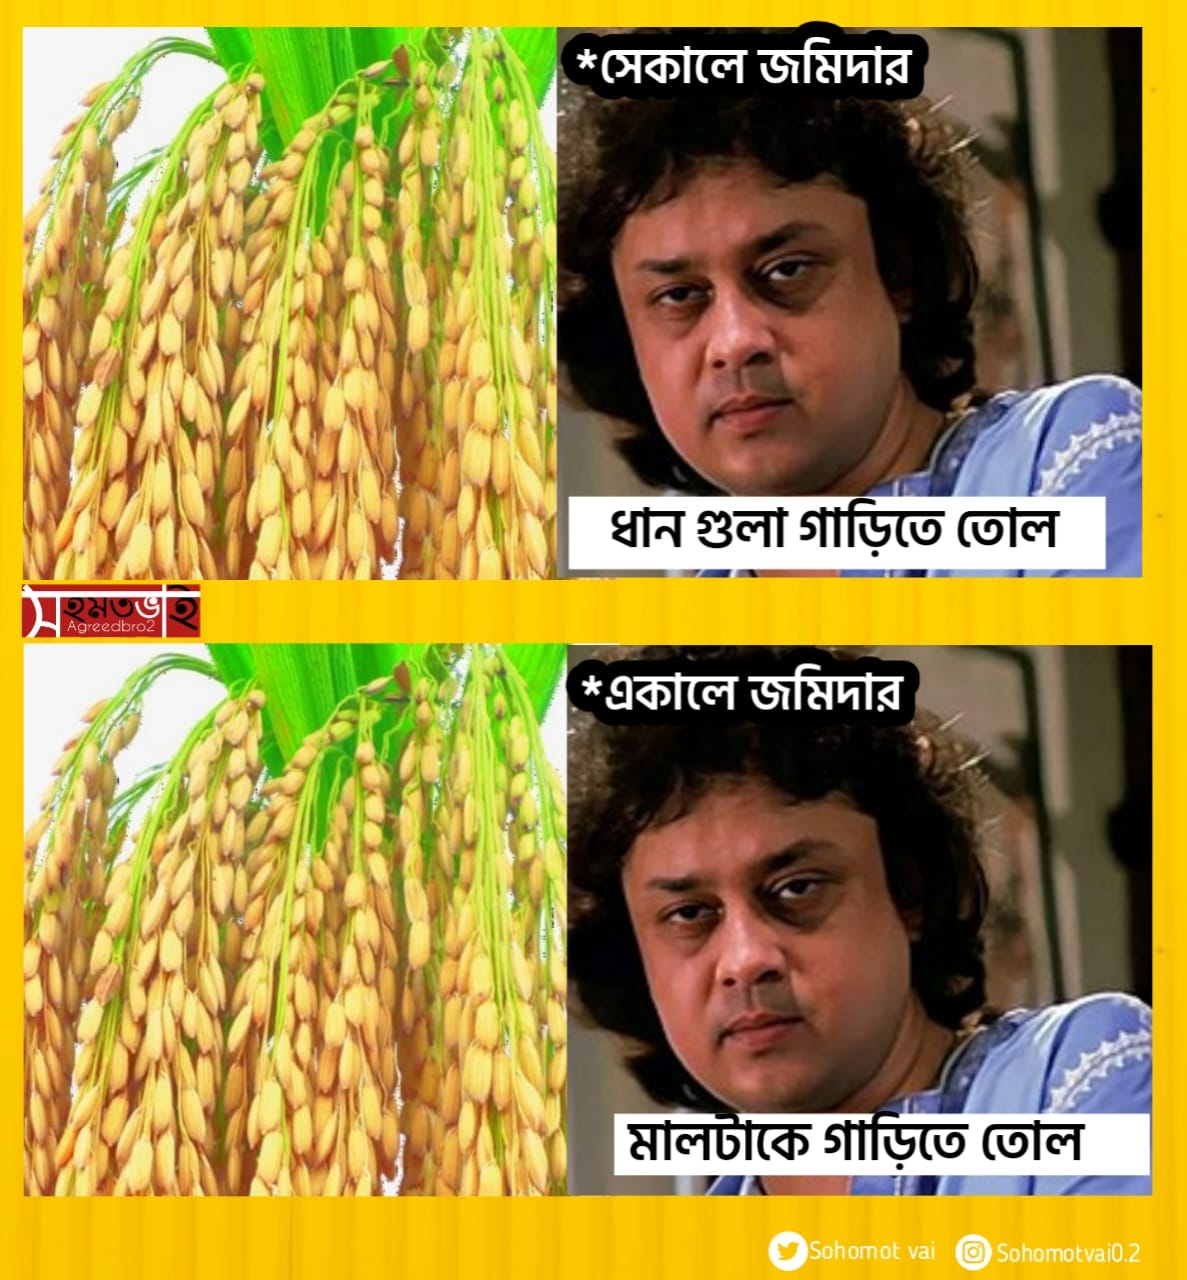 *সেকালে জমিদার
ধান গুলা গাড়িতে তোল
সহমতভাই
Agreedbro2
*একালে জমিদার
মালটাকে গাড়িতে তোল
Sohomot vai
Sohomotvai0.2